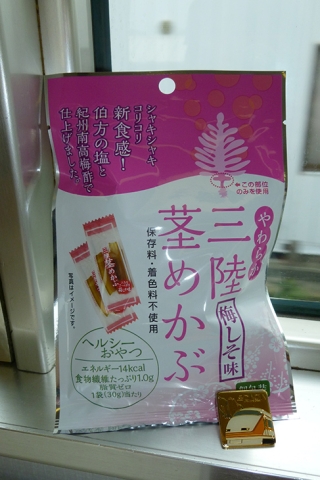 シャキシャキ
コリコリ
新食感！
伯方の塩と
紀州南高梅酢で
仕上げました。
←この部位
のみを使用
やわらか
三陸
茎めかぶ
梅しそ味
保存料・着色料不使用
写真はイメージです。
ヘルシー
おやつ
エネルギー14kcal
食物繊維たっぷり1.0g
脂質ゼロ
1袋(30g)当たり